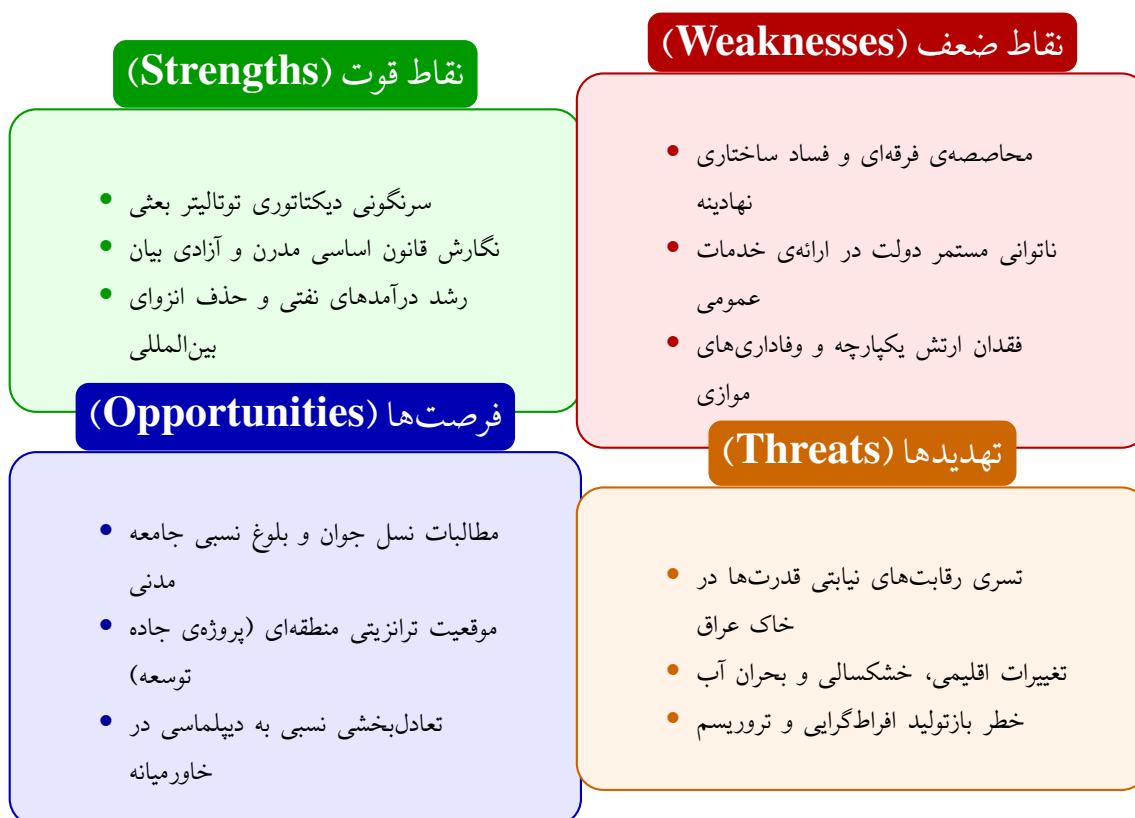 نقاط قوت (Strengths)
سرنگونی دیکتاتوری توتالیتر بعثی
نگارش قانون اساسی مدرن و آزادی بیان
رشد درآمدهای نفتی و حذف انزوای
بین‌المللی
نقاط ضعف (Weaknesses)
محاصصه‌ی فرقه‌ای و فساد ساختاری
نهادینه
ناتوانی مستمر دولت در ارائه‌ی خدمات
عمومی
فقدان ارتش یکپارچه و وفاداری‌های
موازی
فرصت‌ها (Opportunities)
مطالبات نسل جوان و بلوغ نسبی جامعه
مدنی
موقعیت ترانزیتی منطقه‌ای (پروژه‌ی جاده
توسعه)
تعادل‌بخشی نسبی به دیپلماسی در
خاورمیانه
تهدیدها (Threats)
تسری رقابت‌های نیابتی قدرت‌ها در
خاک عراق
تغییرات اقلیمی، خشکسالی و بحران آب
خطر بازتولید افراط‌گرایی و تروریسم